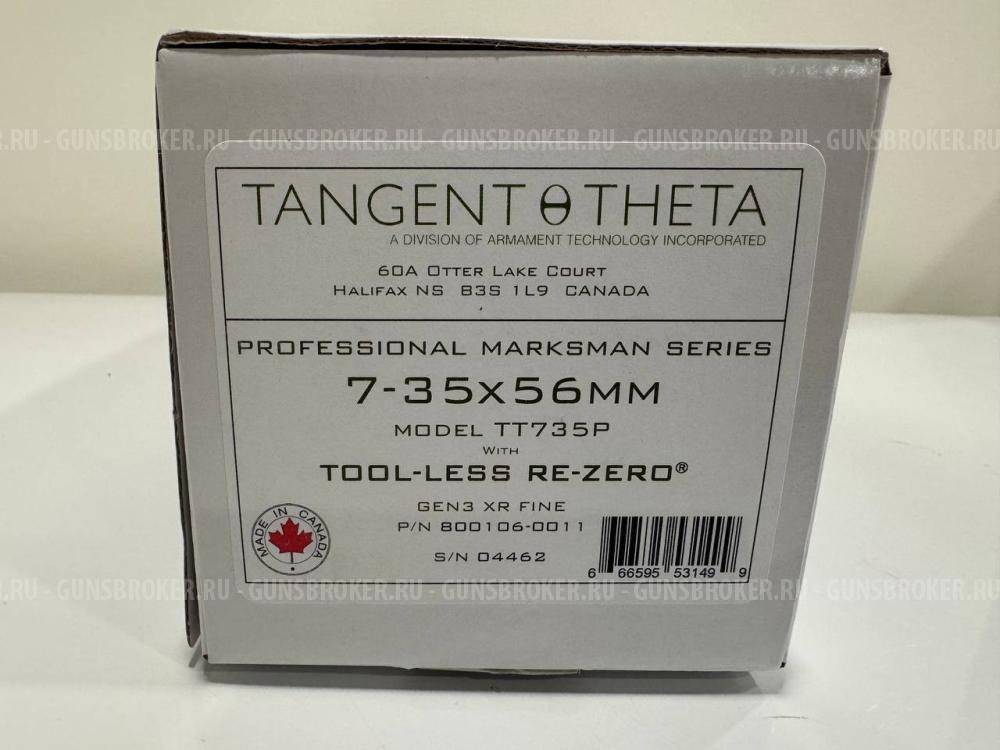 GUNSBROKER.RU - GUNSBROKER.RU - GUNSBROKER.RU - GUNSBROKER.RU - GUNSBROKER.RU
TANGENT θ THETA
A DIVISION OF ARMAMENT TECHNOLOGY INCORPORATED
60A OTTER LAKE COURT
HALIFAX NS B3S 1L9 CANADA
PROFESSIONAL MARKSMAN SERIES
7-35x56MM
MODEL TT735P
WITH
TOOL-LESS RE-ZERO®
GEN3 XR FINE
P/N 800106-0011
S/N 04462
MADE IN CANADA
6 66595 53149 9
GUNSBROKER.RU - GUNSBROKER.RU - GUNSBROKER.RU - GUNSBROKER.RU - GUNSBROKER.RU